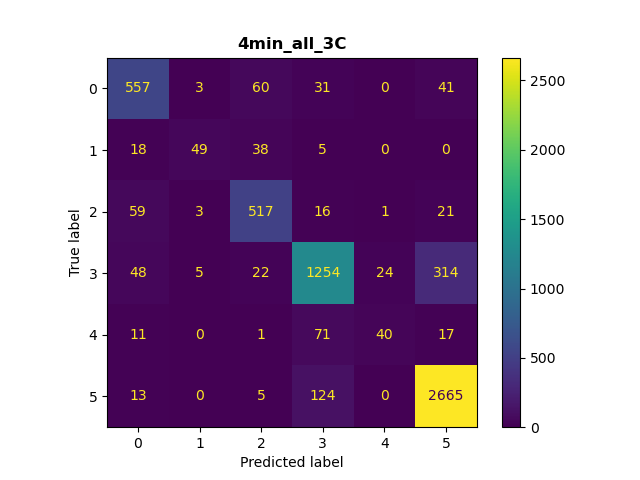 4min_all_3C
True label
0 557 3 60 31 0 41
1 18 49 38 5 0 0
2 59 3 517 16 1 21
3 48 5 22 1254 24 314
4 11 0 1 71 40 17
5 13 0 5 124 0 2665
0 1 2 3 4 5
Predicted label
2500
2000
1500
1000
500
0